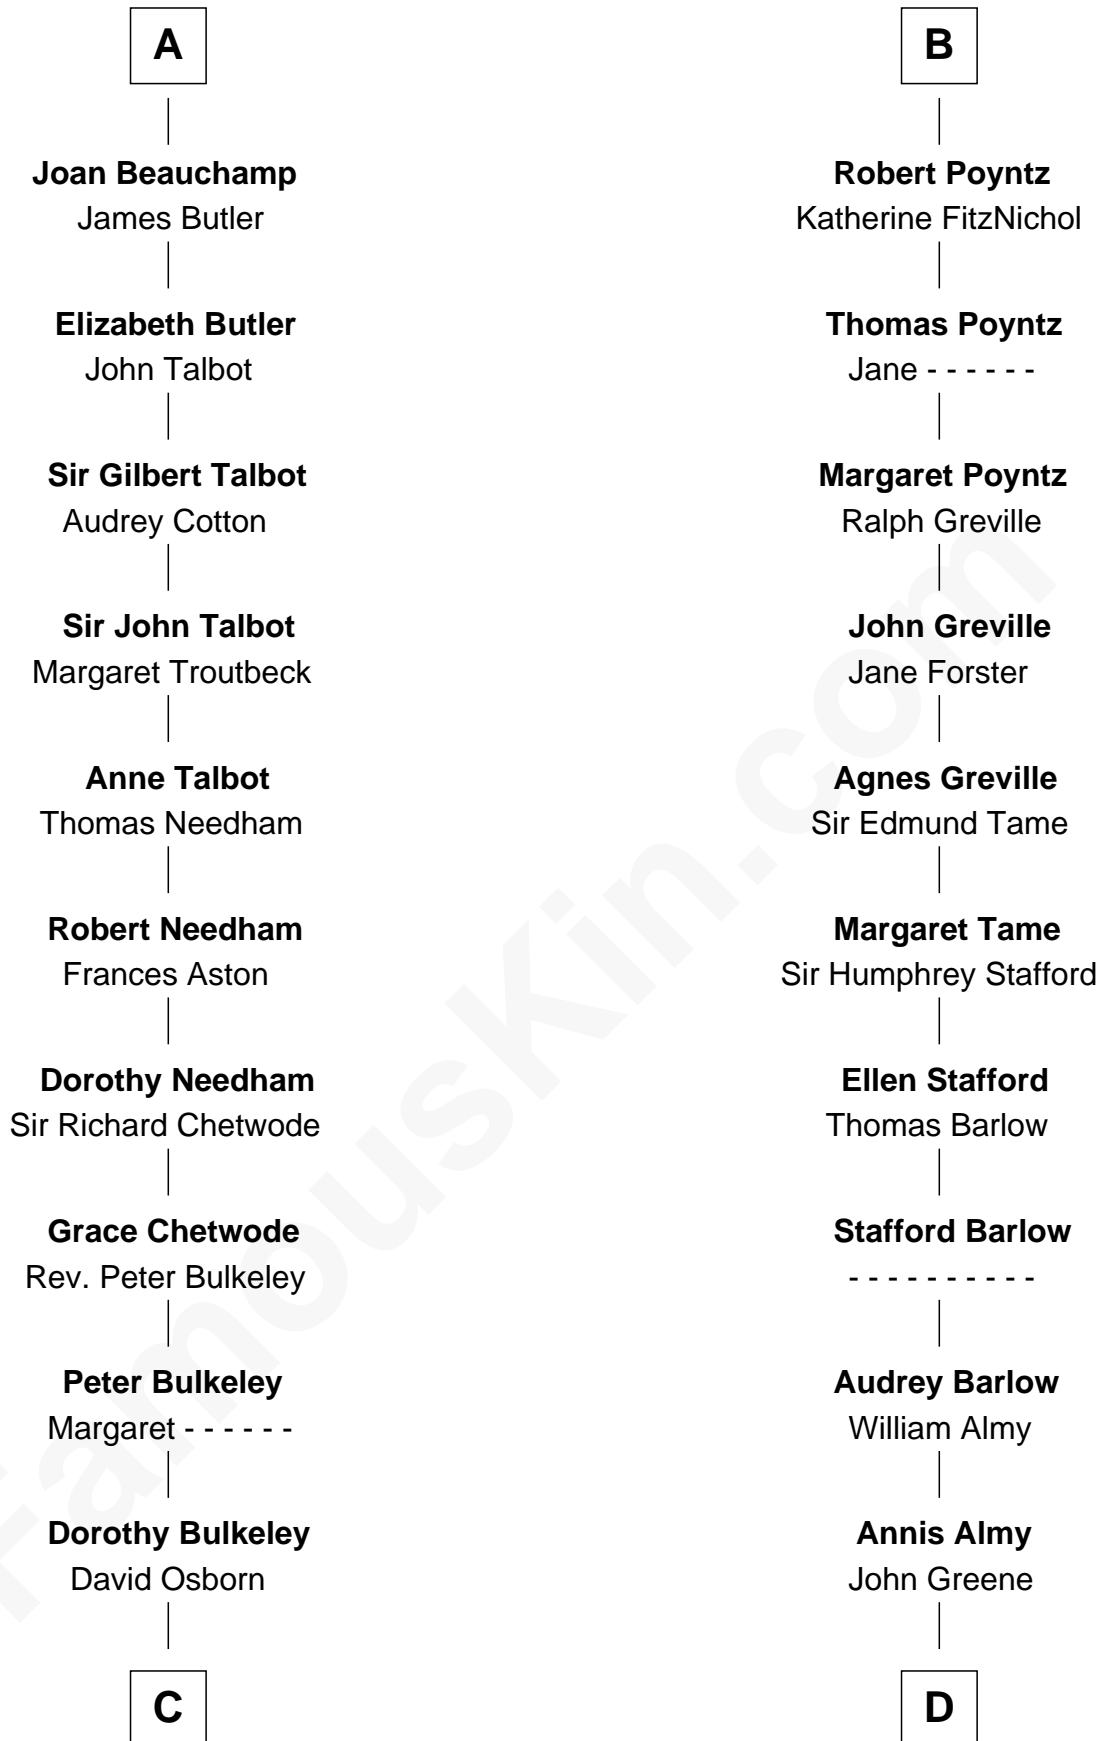 A
Joan Beauchamp
James Butler
Elizabeth Butler
John Talbot
Sir Gilbert Talbot
Audrey Cotton
Sir John Talbot
Margaret Troutbeck
Anne Talbot
Thomas Needham
Robert Needham
Frances Aston
Dorothy Needham
Sir Richard Chetwode
Grace Chetwode
Rev. Peter Bulkeley
Peter Bulkeley
Margaret - - - - - -
Dorothy Bulkeley
David Osborn
C
B
Robert Poyntz
Katherine FitzNichol
Thomas Poyntz
Jane - - - - - -
Margaret Poyntz
Ralph Greville
John Greville
Jane Forster
Agnes Greville
Sir Edmund Tame
Margaret Tame
Sir Humphrey Stafford
Ellen Stafford
Thomas Barlow
Stafford Barlow
- - - - - - - - - -
Audrey Barlow
William Almy
Annis Almy
John Greene
D
FamousKin.com